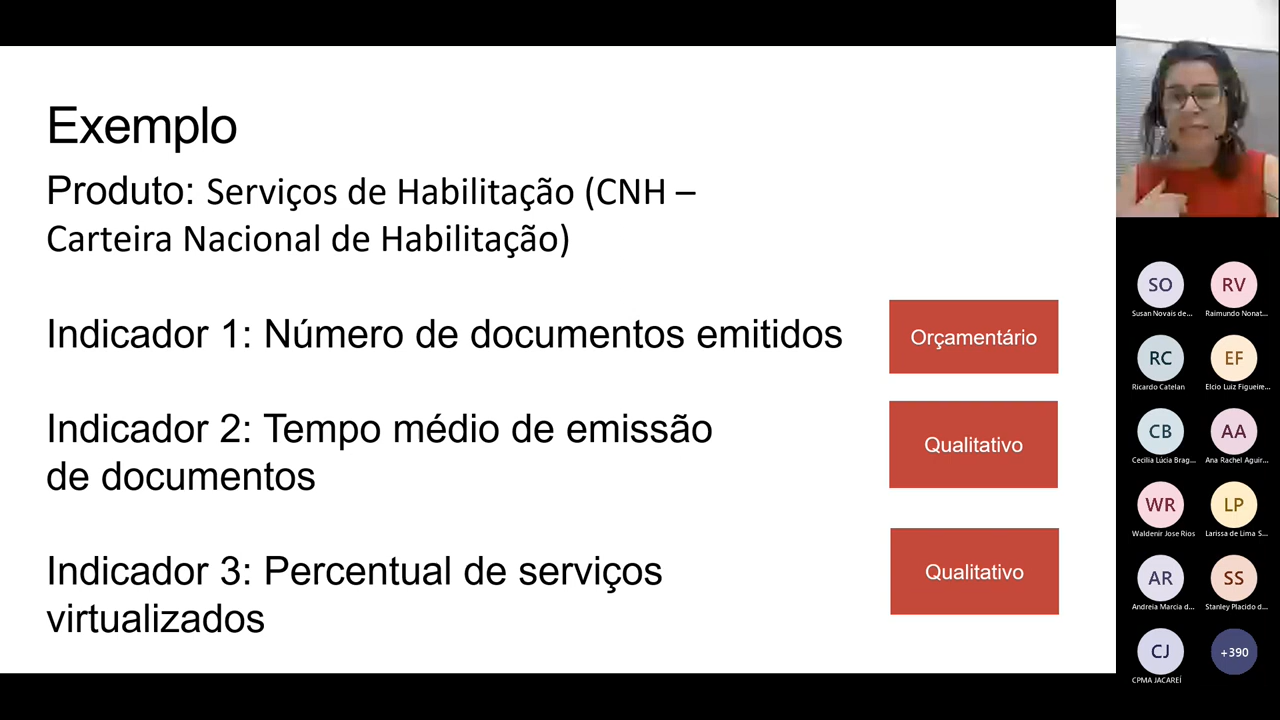 Exemplo
Produto: Serviços de Habilitação (CNH –
Carteira Nacional de Habilitação)
Indicador 1: Número de documentos emitidos
Orçamentário
Indicador 2: Tempo médio de emissão
de documentos
Qualitativo
Indicador 3: Percentual de serviços
virtualizados
Qualitativo
SO
RV
Susan Novais de...
Raimundo Nonat...
RC
EF
Ricardo Catelan
Elcio Luiz Figueire...
CB
AA
Cecilia Lúcia Brag...
Ana Rachel Aguir...
WR
LP
Waldenir Jose Rios
Larissa de Lima S...
AR
SS
Andreia Marcia d...
Stanley Placido d...
CJ
+390
CPMA JACAREÍ